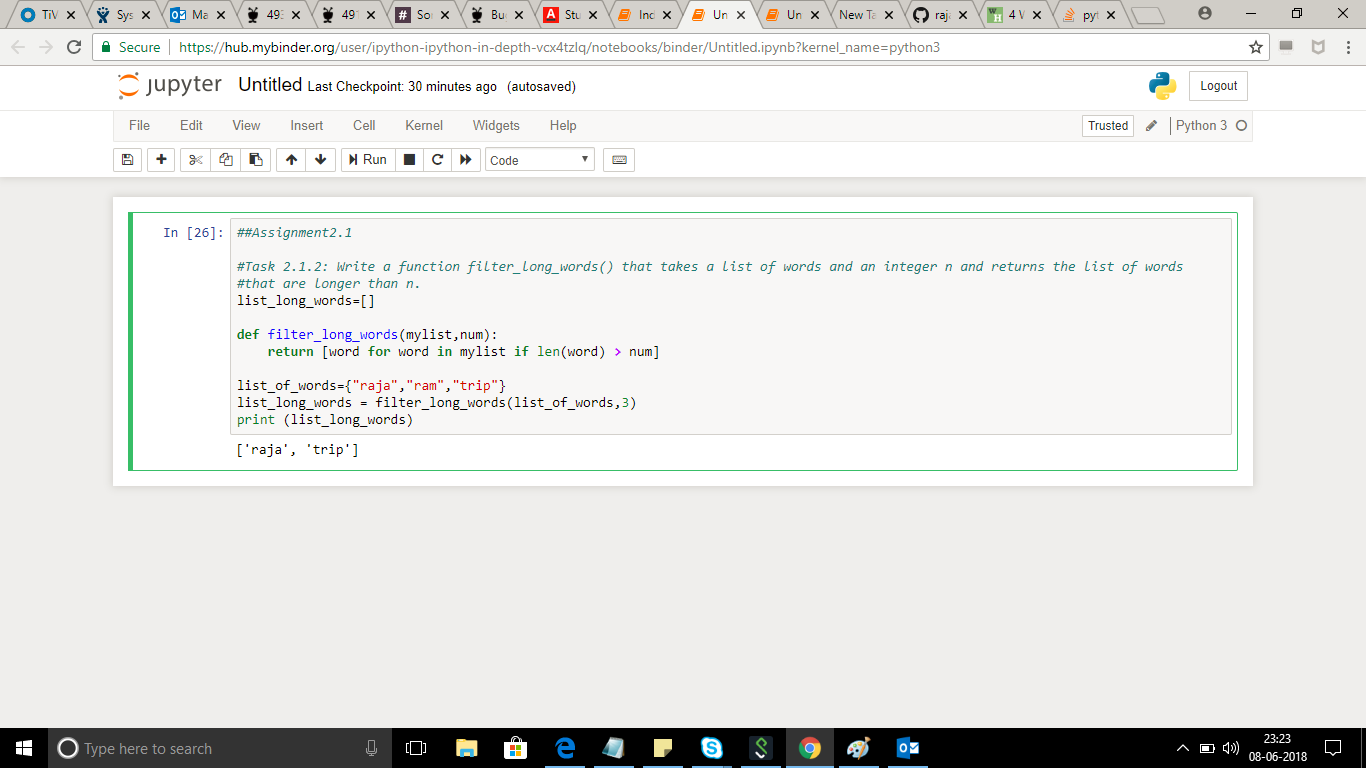 TiV
Sys
Ma
493
49
So
Bu
Stu
Ind
Un
Un
New Ta
raj
4 W
pyt
Secure
https://hub.mybinder.org/user/ipython-ipython-in-depth-vcx4tzlq/notebooks/binder/Untitled.ipynb?kernel_name=python3
jupyter Untitled Last Checkpoint: 30 minutes ago (autosaved)
Logout
File Edit View Insert Cell Kernel Widgets Help
Trusted
Python 3
Run
Code
In [26]:
##Assignment2.1
#Task 2.1.2: Write a function filter_long_words() that takes a list of words and an integer n and returns the list of words
#that are longer than n.
list_long_words=[]
def filter_long_words(mylist,num):
return [word for word in mylist if len(word) > num]
list_of_words={"raja","ram","trip"}
list_long_words = filter_long_words(list_of_words,3)
print (list_long_words)
['raja', 'trip']
Type here to search
23:23
08-06-2018